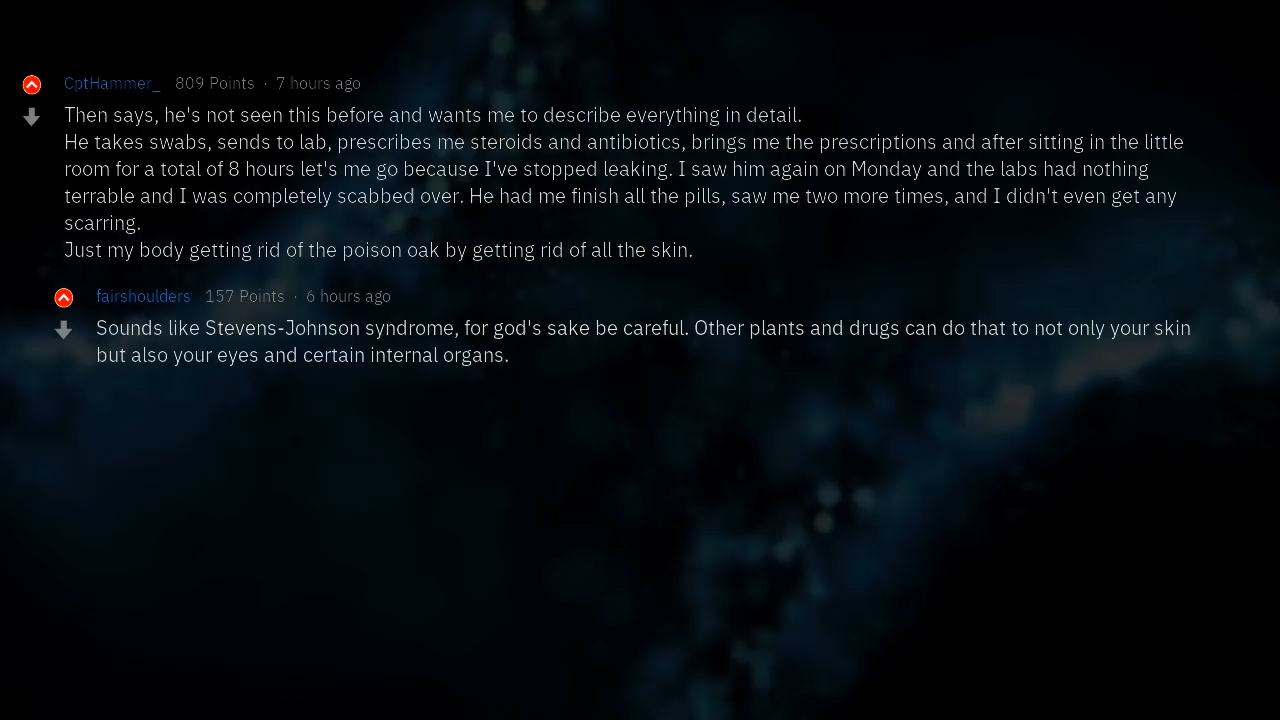 CptHammer_ 809 Points · 7 hours ago
Then says, he's not seen this before and wants me to describe everything in detail.
He takes swabs, sends to lab, prescribes me steroids and antibiotics, brings me the prescriptions and after sitting in the little
room for a total of 8 hours let's me go because I've stopped leaking. I saw him again on Monday and the labs had nothing
terrable and I was completely scabbed over. He had me finish all the pills, saw me two more times, and I didn't even get any
scarring.
Just my body getting rid of the poison oak by getting rid of all the skin.
fairshoulders 157 Points · 6 hours ago
Sounds like Stevens-Johnson syndrome, for god's sake be careful. Other plants and drugs can do that to not only your skin
but also your eyes and certain internal organs.